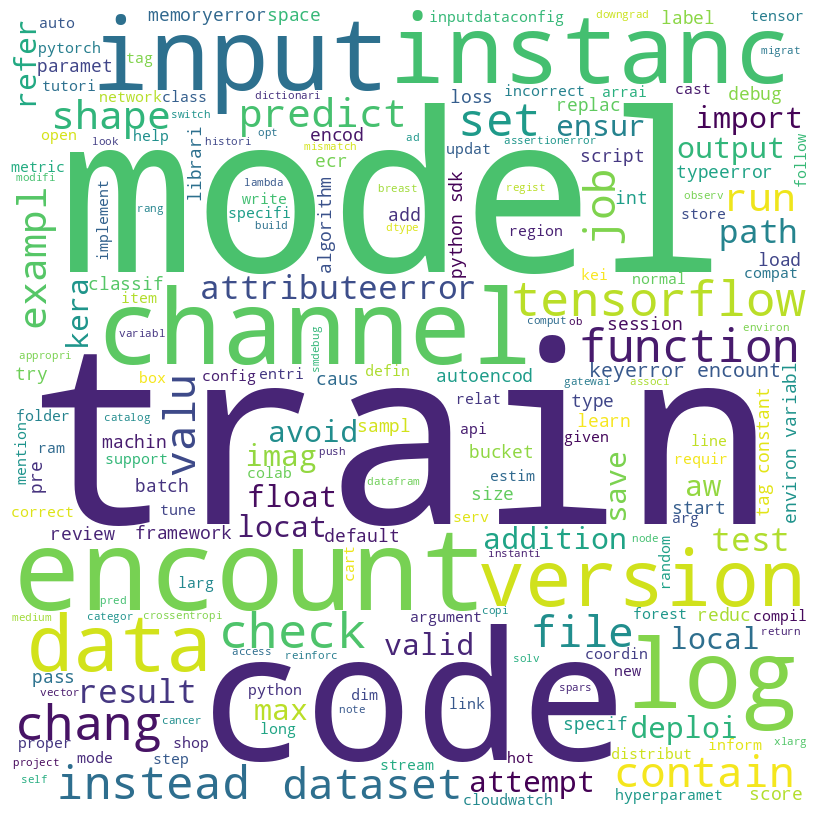 auto
memoryerror
space
input
instanc
inputdataconfig
downgrad
label
tensor
migrat
refer
pytorch
paramet
tutori
tag
network
class
switch
dictionari
shape
predict
loss
set
incorrect
arrai
replac
cast
debug
import
open
help
look
histori
librari
encod
opt
mismatch
ecr
ad
assertionerror
updat
ensur
script
output
typeerror
follow
metric
modifi
implement
rang
model
lambda
write
specifi
build
algorithm
breast
add
dtype
regist
python sdk
region
job
int
observ
run
store
path
exampl
classif
item
attributeerror
kei
normal
load
compat
tensorflow
kera
channel
variabl
smdebug
comput
ob
session
environ
function
appropri
try
box
config
entri
caus
defin
autoencod
gatewai
associ
keyerror
encount
train
relat
type
learn
folder
mention
catalog
machin
ram
support
pre
batch
tune
valu
avoid
sampl
imag
colab
push
float
datafram
api
bucket
estim
size
given
line
requir
save
aw
tag constant
environ variabl
start
arg
correct
review
framework
locat
default
serv
instanti
encount
larg
cart
addition
version
node
random
test
medium
pred
categor
crossentropi
copi
argument
forest
reduc
compil
return
data
check
access
reinforc
valid
code
solv
file
coordin
new
local
log
pass
vector
result
cancer
python
dim
note
link
spars
max
long
specif
deploi
chang
proper
shop
project
mode
step
self
stream
hot
distribut
inform
xlarg
instead
dataset
attempt
cloudwatch
contain
hyperparamet
score